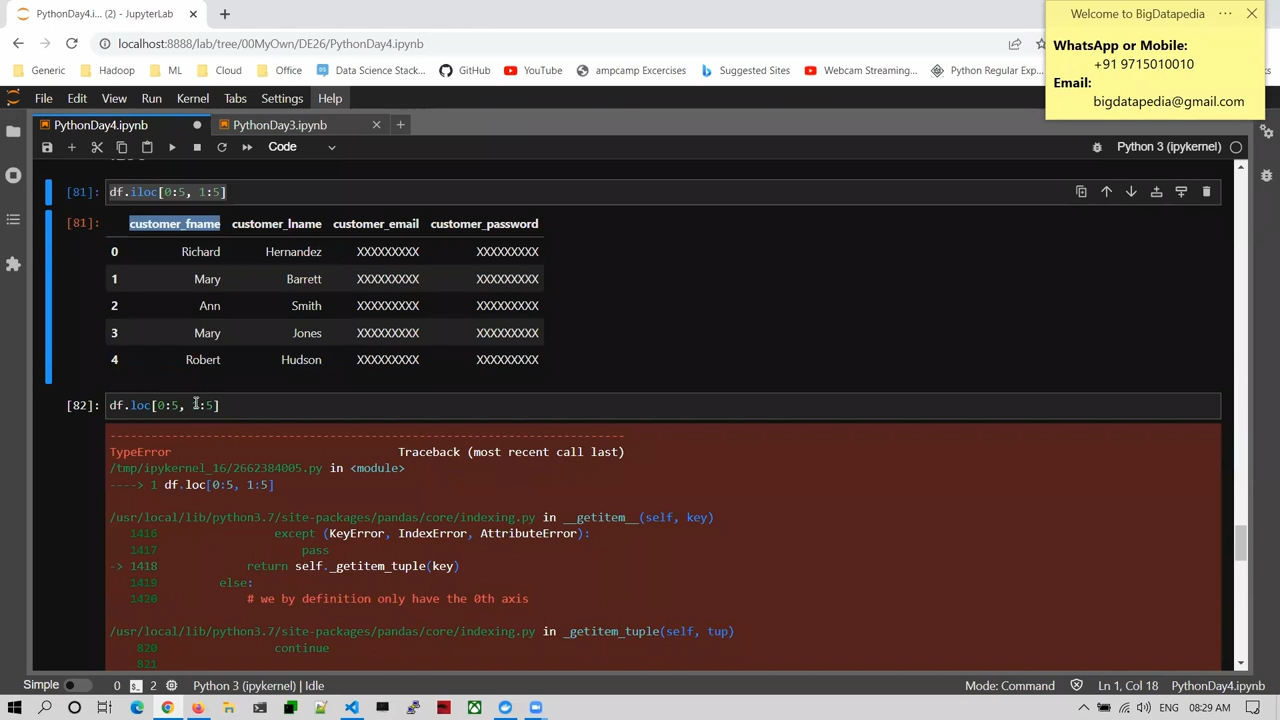 PythonDay4.i... (2) - JupyterLab
Welcome to BigDatapedia
localhost:8888/lab/tree/00MyOwn/DE26/PythonDay4.ipynb
WhatsApp or Mobile:
+91 9715010010
Email:
bigdatapedia@gmail.com
Generic Hadoop ML Cloud Office Data Science Stack... GitHub YouTube ampcamp Excercises Suggested Sites Webcam Streaming... Python Regular Exp...
File Edit View Run Kernel Tabs Settings Help
PythonDay4.ipynb PythonDay3.ipynb
Code Python 3 (ipykernel)
[81]: df.iloc[0:5, 1:5]
[81]: customer_fname customer_lname customer_email customer_password
0 Richard Hernandez XXXXXXXXX XXXXXXXXX
1 Mary Barrett XXXXXXXXX XXXXXXXXX
2 Ann Smith XXXXXXXXX XXXXXXXXX
3 Mary Jones XXXXXXXXX XXXXXXXXX
4 Robert Hudson XXXXXXXXX XXXXXXXXX
[82]: df.loc[0:5, 1:5]
---------------------------------------------------------------------------
TypeError Traceback (most recent call last)
/tmp/ipykernel_16/2662384005.py in <module>
----> 1 df.loc[0:5, 1:5]
/usr/local/lib/python3.7/site-packages/pandas/core/indexing.py in __getitem__(self, key)
1416 except (KeyError, IndexError, AttributeError):
1417 pass
-> 1418 return self._getitem_tuple(key)
1419 else:
1420 # we by definition only have the 0th axis
/usr/local/lib/python3.7/site-packages/pandas/core/indexing.py in _getitem_tuple(self, tup)
820 continue
821
Simple 0 2 Python 3 (ipykernel) | Idle Mode: Command Ln 1, Col 18 PythonDay4.ipynb
ENG 08:29 AM